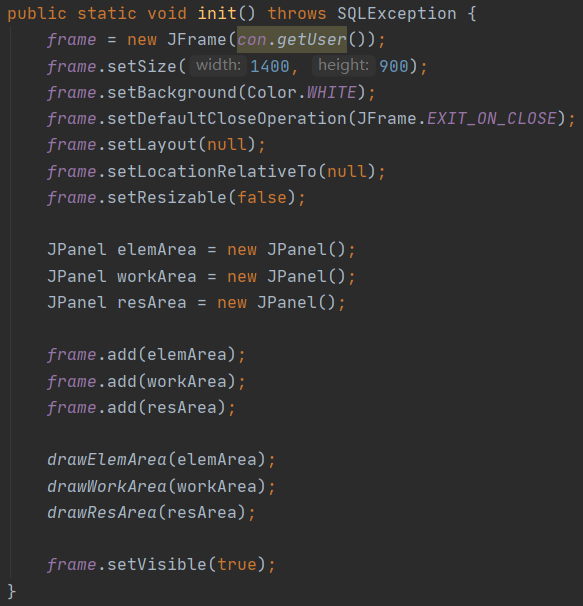 public static void init() throws SQLException {
    frame = new JFrame(con.getUser());
    frame.setSize( width: 1400, height: 900);
    frame.setBackground(Color.WHITE);
    frame.setDefaultCloseOperation(JFrame.EXIT_ON_CLOSE);
    frame.setLayout(null);
    frame.setLocationRelativeTo(null);
    frame.setResizable(false);

    JPanel elemArea = new JPanel();
    JPanel workArea = new JPanel();
    JPanel resArea = new JPanel();

    frame.add(elemArea);
    frame.add(workArea);
    frame.add(resArea);

    drawElemArea(elemArea);
    drawWorkArea(workArea);
    drawResArea(resArea);

    frame.setVisible(true);
}